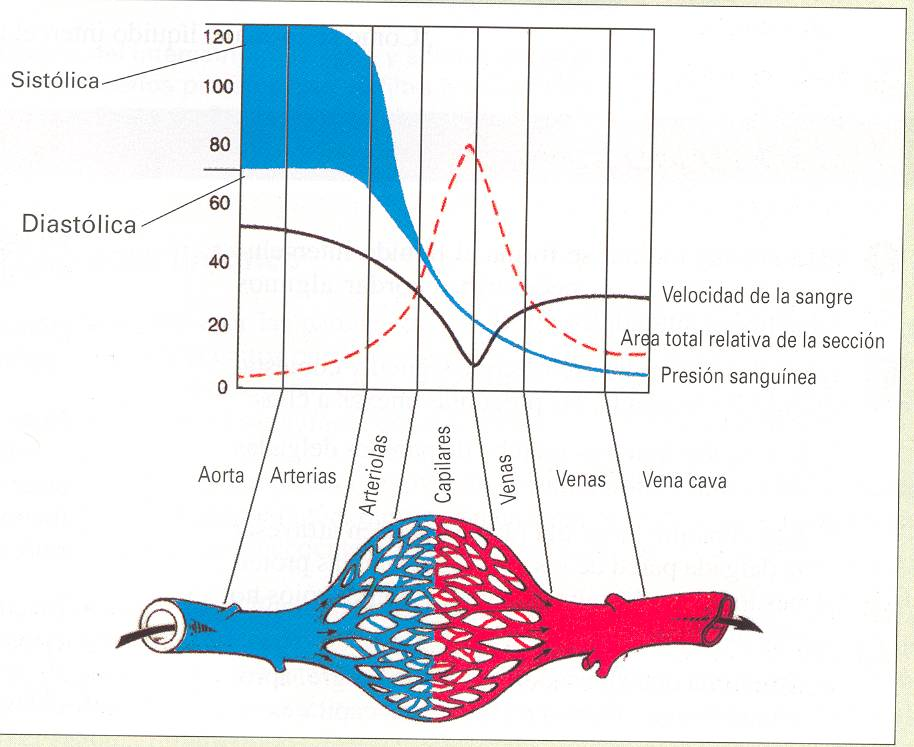 120
100
80
60
40
20
0
Sistólica
Diastólica
Velocidad de la sangre
Area total relativa de la sección
Presión sanguínea
Aorta
Arterias
Arteriolas
Capilares
Venas
Venas
Vena cava